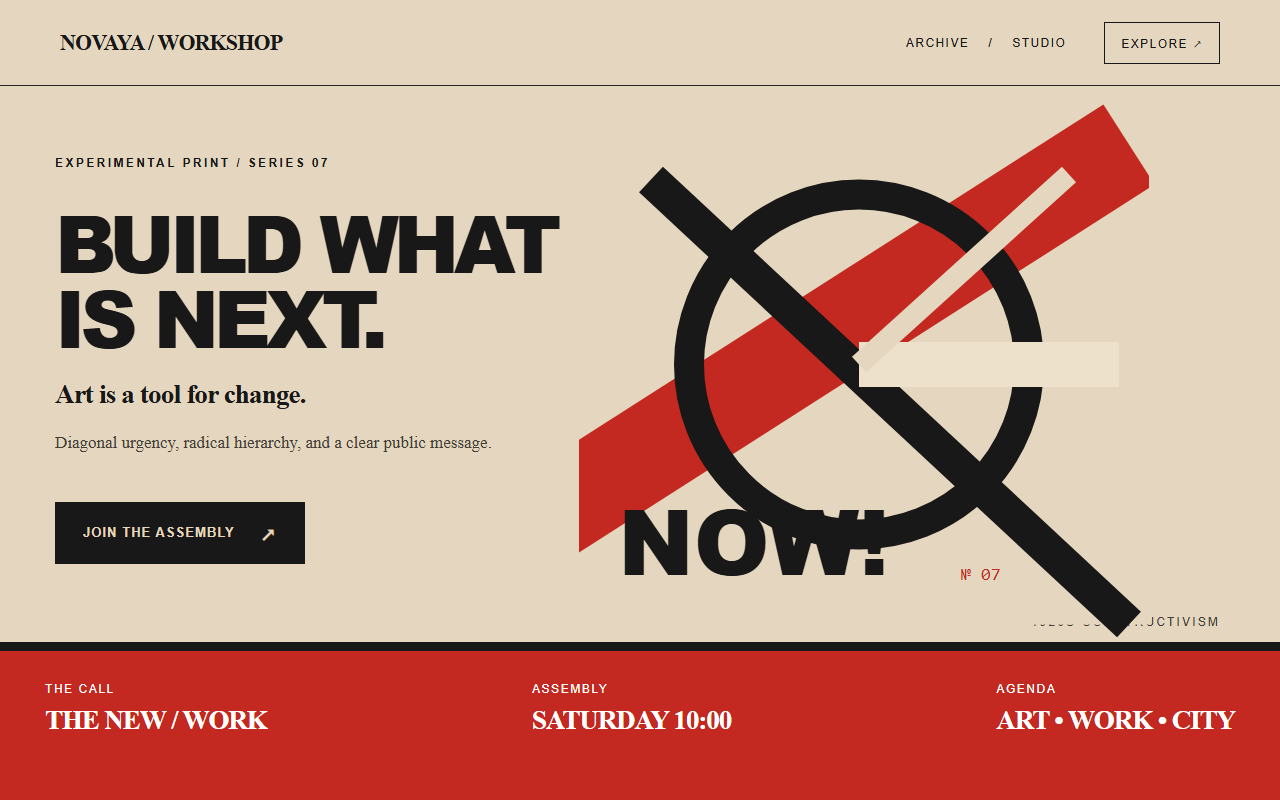 NOVAYA / WORKSHOP
ARCHIVE / STUDIO
EXPLORE ↗
EXPERIMENTAL PRINT / SERIES 07
BUILD WHAT
IS NEXT.
Art is a tool for change.
Diagonal urgency, radical hierarchy, and a clear public message.
JOIN THE ASSEMBLY ↗
NOW!
№ 07
THE CALL
THE NEW / WORK
ASSEMBLY
SATURDAY 10:00
AGENDA
ART • WORK • CITY